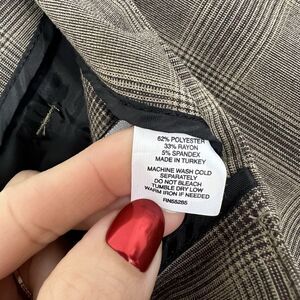 62% POLYESTER
33% RAYON
5% SPANDEX
MADE IN TURKEY
MACHINE WASH COLD
SEPARATELY
DO NOT BLEACH
TUMBLE DRY LOW
WARM IRON IF NEEDED
RN55285